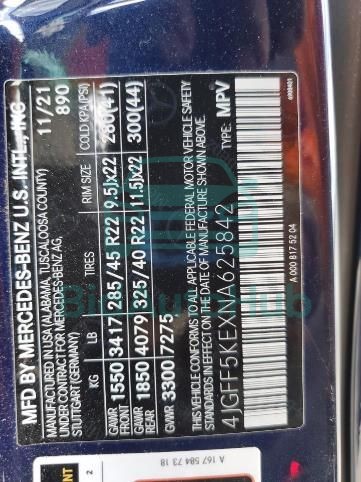 MFD BY MERCEDES-BENZ U.S. INTL., INC
MANUFACTURED IN USA (ALABAMA, TUSCALOOSA COUNTY) 11/21
UNDER CONTRACT FOR MERCEDES-BENZ AG, 890
STUTTGART (GERMANY)
KG LB TIRES RIM SIZE COLD KPA (PSI)
GAWR FRONT 1550 3417 285/45 R22 9.5Jx22 280(41)
GAWR REAR 1850 4079 325/40 R22 11.5Jx22 300(44)
GVWR 3300 7275
THIS VEHICLE CONFORMS TO ALL APPLICABLE FEDERAL MOTOR VEHICLE SAFETY
STANDARDS IN EFFECT ON THE DATE OF MANUFACTURE SHOWN ABOVE.
4JGFF5KEXNA625842 TYPE: MPV
A 000 817 52 04
A 167 584 73 18